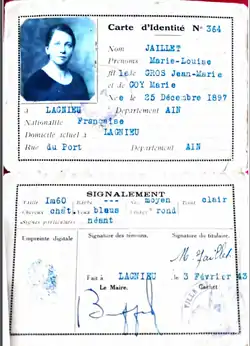 Carte d'Identité N° 364
Nom JAILLET
Prénoms Marie-Louise
fille de GROS Jean-Marie
et de GOY Marie
Née le 25 Décembre 1897
à LAGNIEU Département AIN
Nationalité Française
Domicile actuel à LAGNIEU
Rue du Port Département AIN
SIGNALEMENT
Taille 1m60 --- Nez moyen Teint clair
Cheveux chât. bleus rond
Signes particuliers néant
Empreinte digitale Signature des témoins. Signature du titulaire.
M. Jaillet
Fait à LAGNIEU le 3 Février 43
Le Maire. Cachet